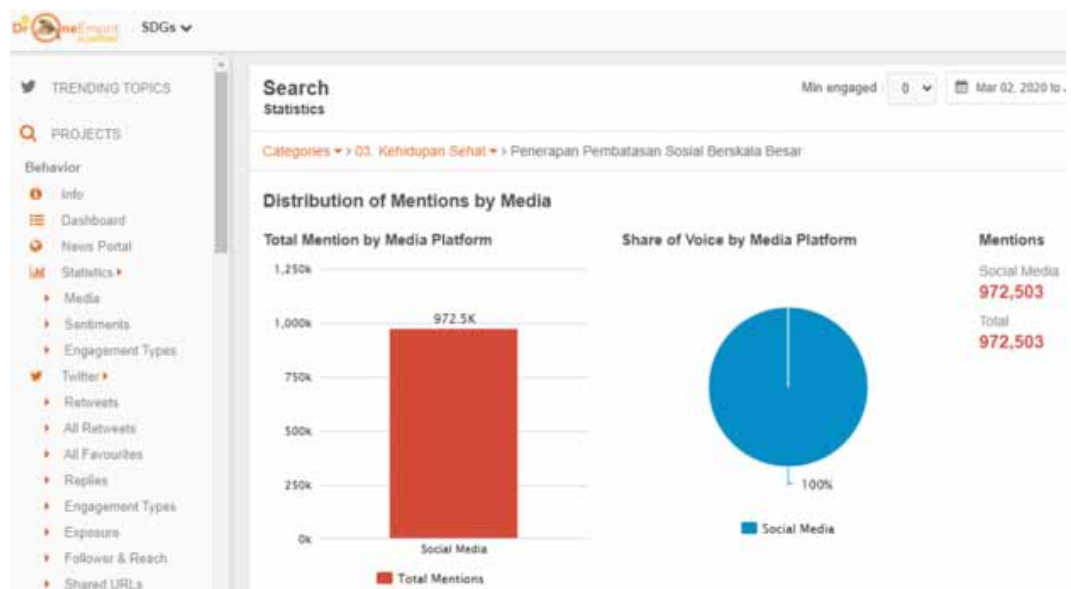 Dr neEmprit
ACADEMIC
SDGs
TRENDING TOPICS
PROJECTS
Behavior
Info
Dashboard
News Portal
Statistics
Media
Sentiments
Engagement Types
Twitter
Retweets
All Retweets
All Favourites
Replies
Engagement Types
Exposure
Follower & Reach
Shared URLs
Search
Statistics
Min engaged : 0
Mar 02, 2020 to
Categories > 03. Kehidupan Sehat > Penerapan Pembatasan Sosial Berskala Besar
Distribution of Mentions by Media
Total Mention by Media Platform
1,250k
1,000k
750k
500k
250k
0k
972.5K
Social Media
Total Mentions
Share of Voice by Media Platform
100%
Social Media
Mentions
Social Media
972,503
Total
972,503